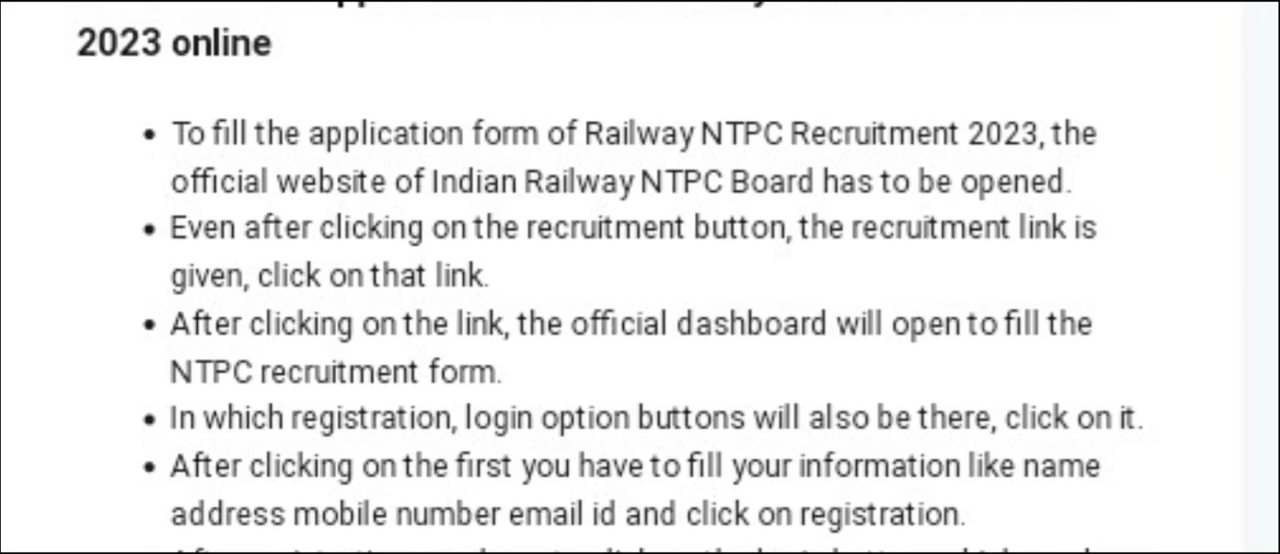 2023 online
• To fill the application form of Railway NTPC Recruitment 2023, the
official website of Indian Railway NTPC Board has to be opened.
• Even after clicking on the recruitment button, the recruitment link is
given, click on that link.
• After clicking on the link, the official dashboard will open to fill the
NTPC recruitment form.
• In which registration, login option buttons will also be there, click on it.
• After clicking on the first you have to fill your information like name
address mobile number email id and click on registration.